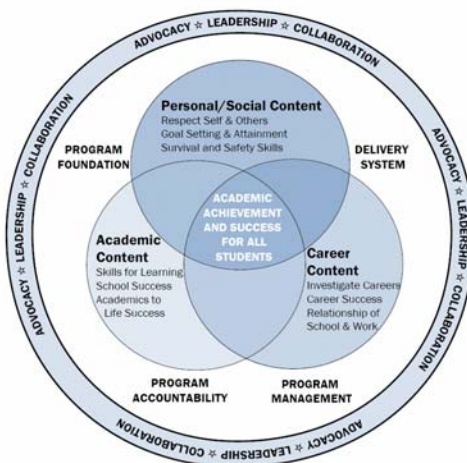 ADVOCACY ☆ LEADERSHIP ☆ COLLABORATION
ADVOCACY ☆ LEADERSHIP ☆ COLLABORATION
ADVOCACY ☆ LEADERSHIP ☆ COLLABORATION
ADVOCACY ☆ LEADERSHIP ☆ COLLABORATION
Personal/Social Content
Respect Self & Others
Goal Setting & Attainment
Survival and Safety Skills
PROGRAM
FOUNDATION
DELIVERY
SYSTEM
ACADEMIC
ACHIEVEMENT
AND SUCCESS
FOR ALL
STUDENTS
Academic
Content
Skills for Learning
School Success
Academics to
Life Success
Career
Content
Investigate Careers
Career Success
Relationship of
School & Work
PROGRAM
ACCOUNTABILITY
PROGRAM
MANAGEMENT